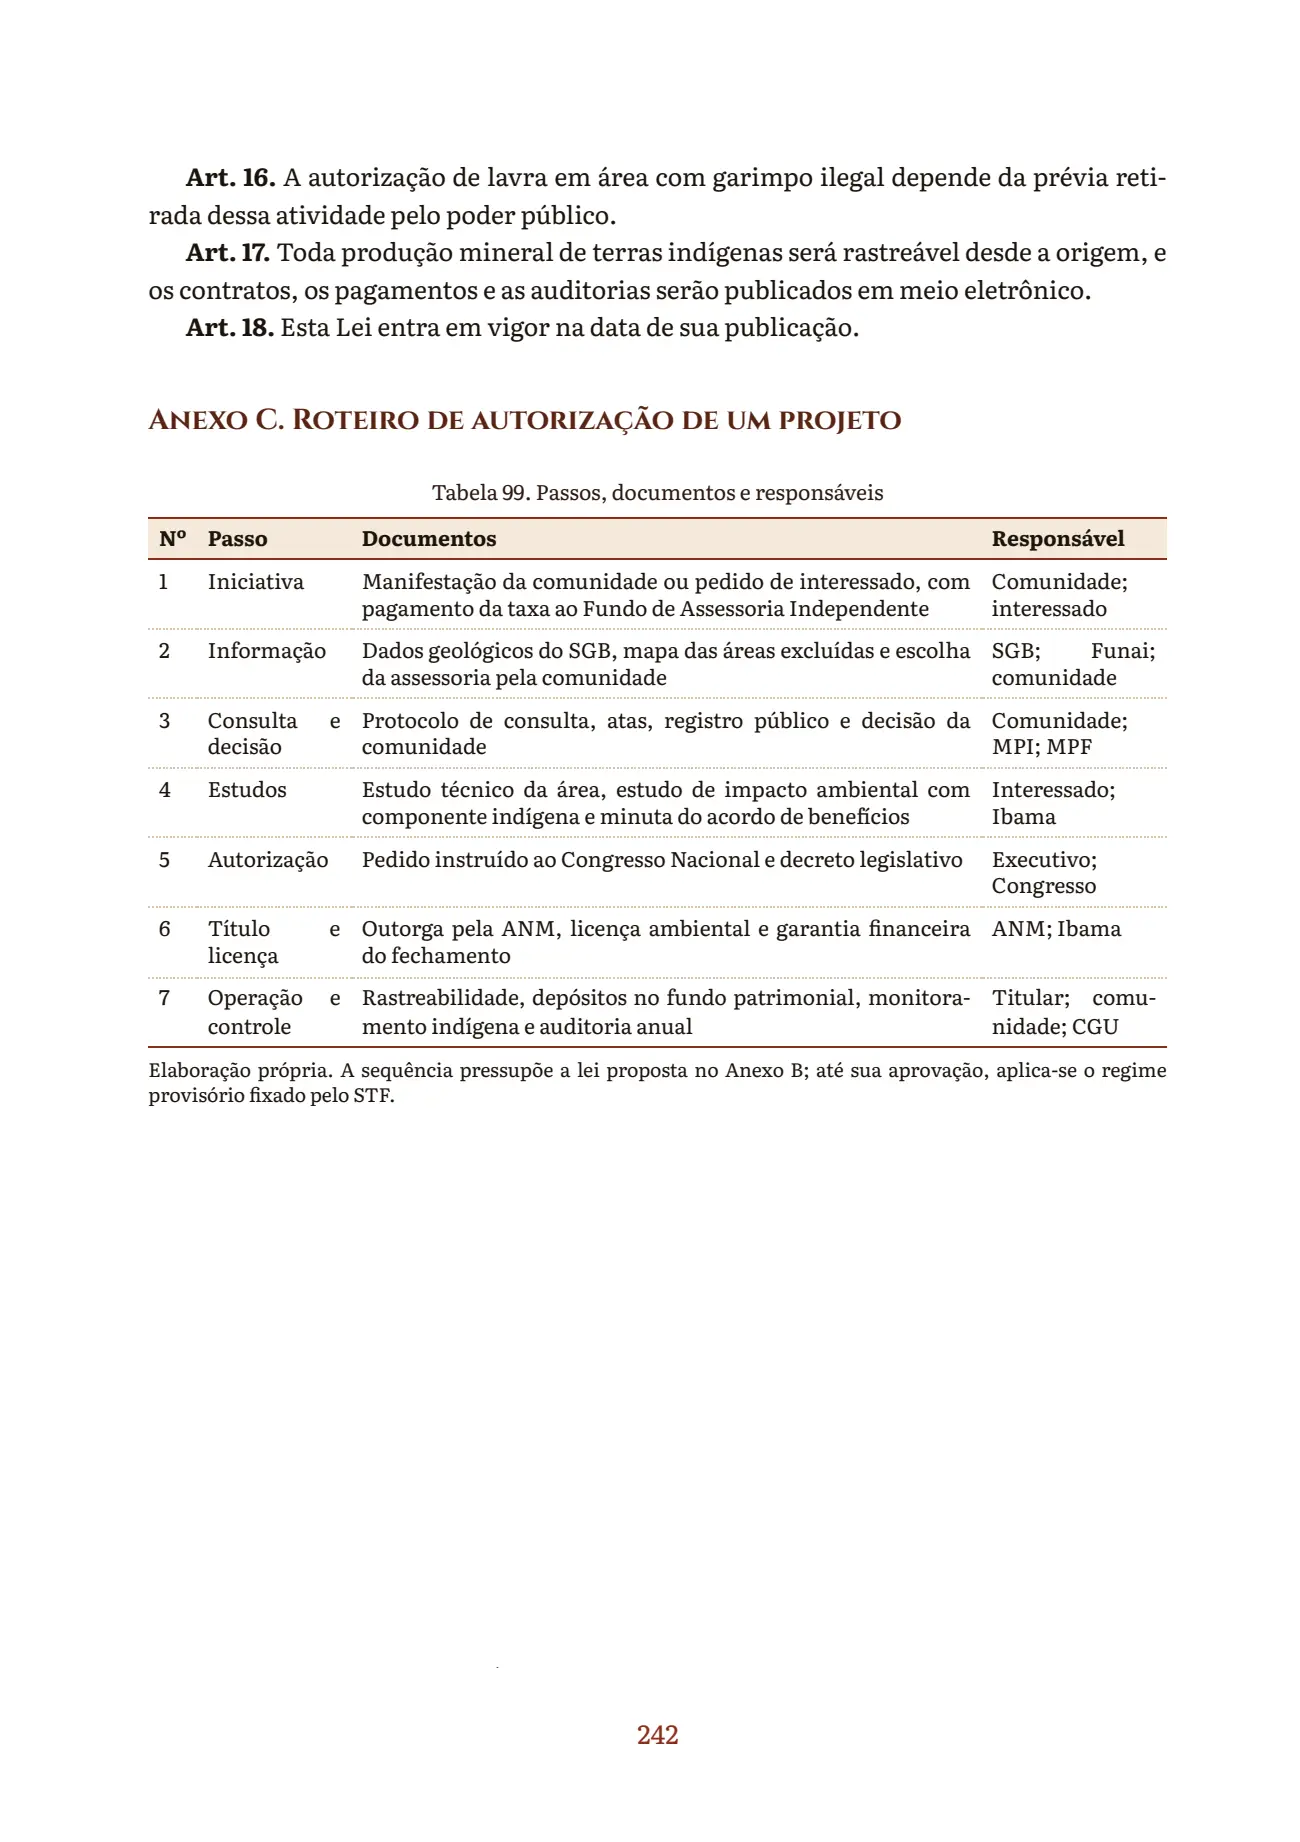 Art. 16. A autorização de lavra em área com garimpo ilegal depende da prévia reti-
rada dessa atividade pelo poder público.
Art. 17. Toda produção mineral de terras indígenas será rastreável desde a origem, e
os contratos, os pagamentos e as auditorias serão publicados em meio eletrônico.
Art. 18. Esta Lei entra em vigor na data de sua publicação.
Anexo C. Roteiro de autorização de um projeto
Tabela 99. Passos, documentos e responsáveis
Nº Passo Documentos Responsável
1 Iniciativa Manifestação da comunidade ou pedido de interessado, com Comunidade;
pagamento da taxa ao Fundo de Assessoria Independente interessado
2 Informação Dados geológicos do SGB, mapa das áreas excluídas e escolha SGB; Funai;
da assessoria pela comunidade comunidade
3 Consulta e Protocolo de consulta, atas, registro público e decisão da Comunidade;
decisão comunidade MPI; MPF
4 Estudos Estudo técnico da área, estudo de impacto ambiental com Interessado;
componente indígena e minuta do acordo de benefícios Ibama
5 Autorização Pedido instruído ao Congresso Nacional e decreto legislativo Executivo;
Congresso
6 Título e Outorga pela ANM, licença ambiental e garantia financeira ANM; Ibama
licença do fechamento
7 Operação e Rastreabilidade, depósitos no fundo patrimonial, monitora- Titular; comu-
controle mento indígena e auditoria anual nidade; CGU
Elaboração própria. A sequência pressupõe a lei proposta no Anexo B; até sua aprovação, aplica-se o regime
provisório fixado pelo STF.
242